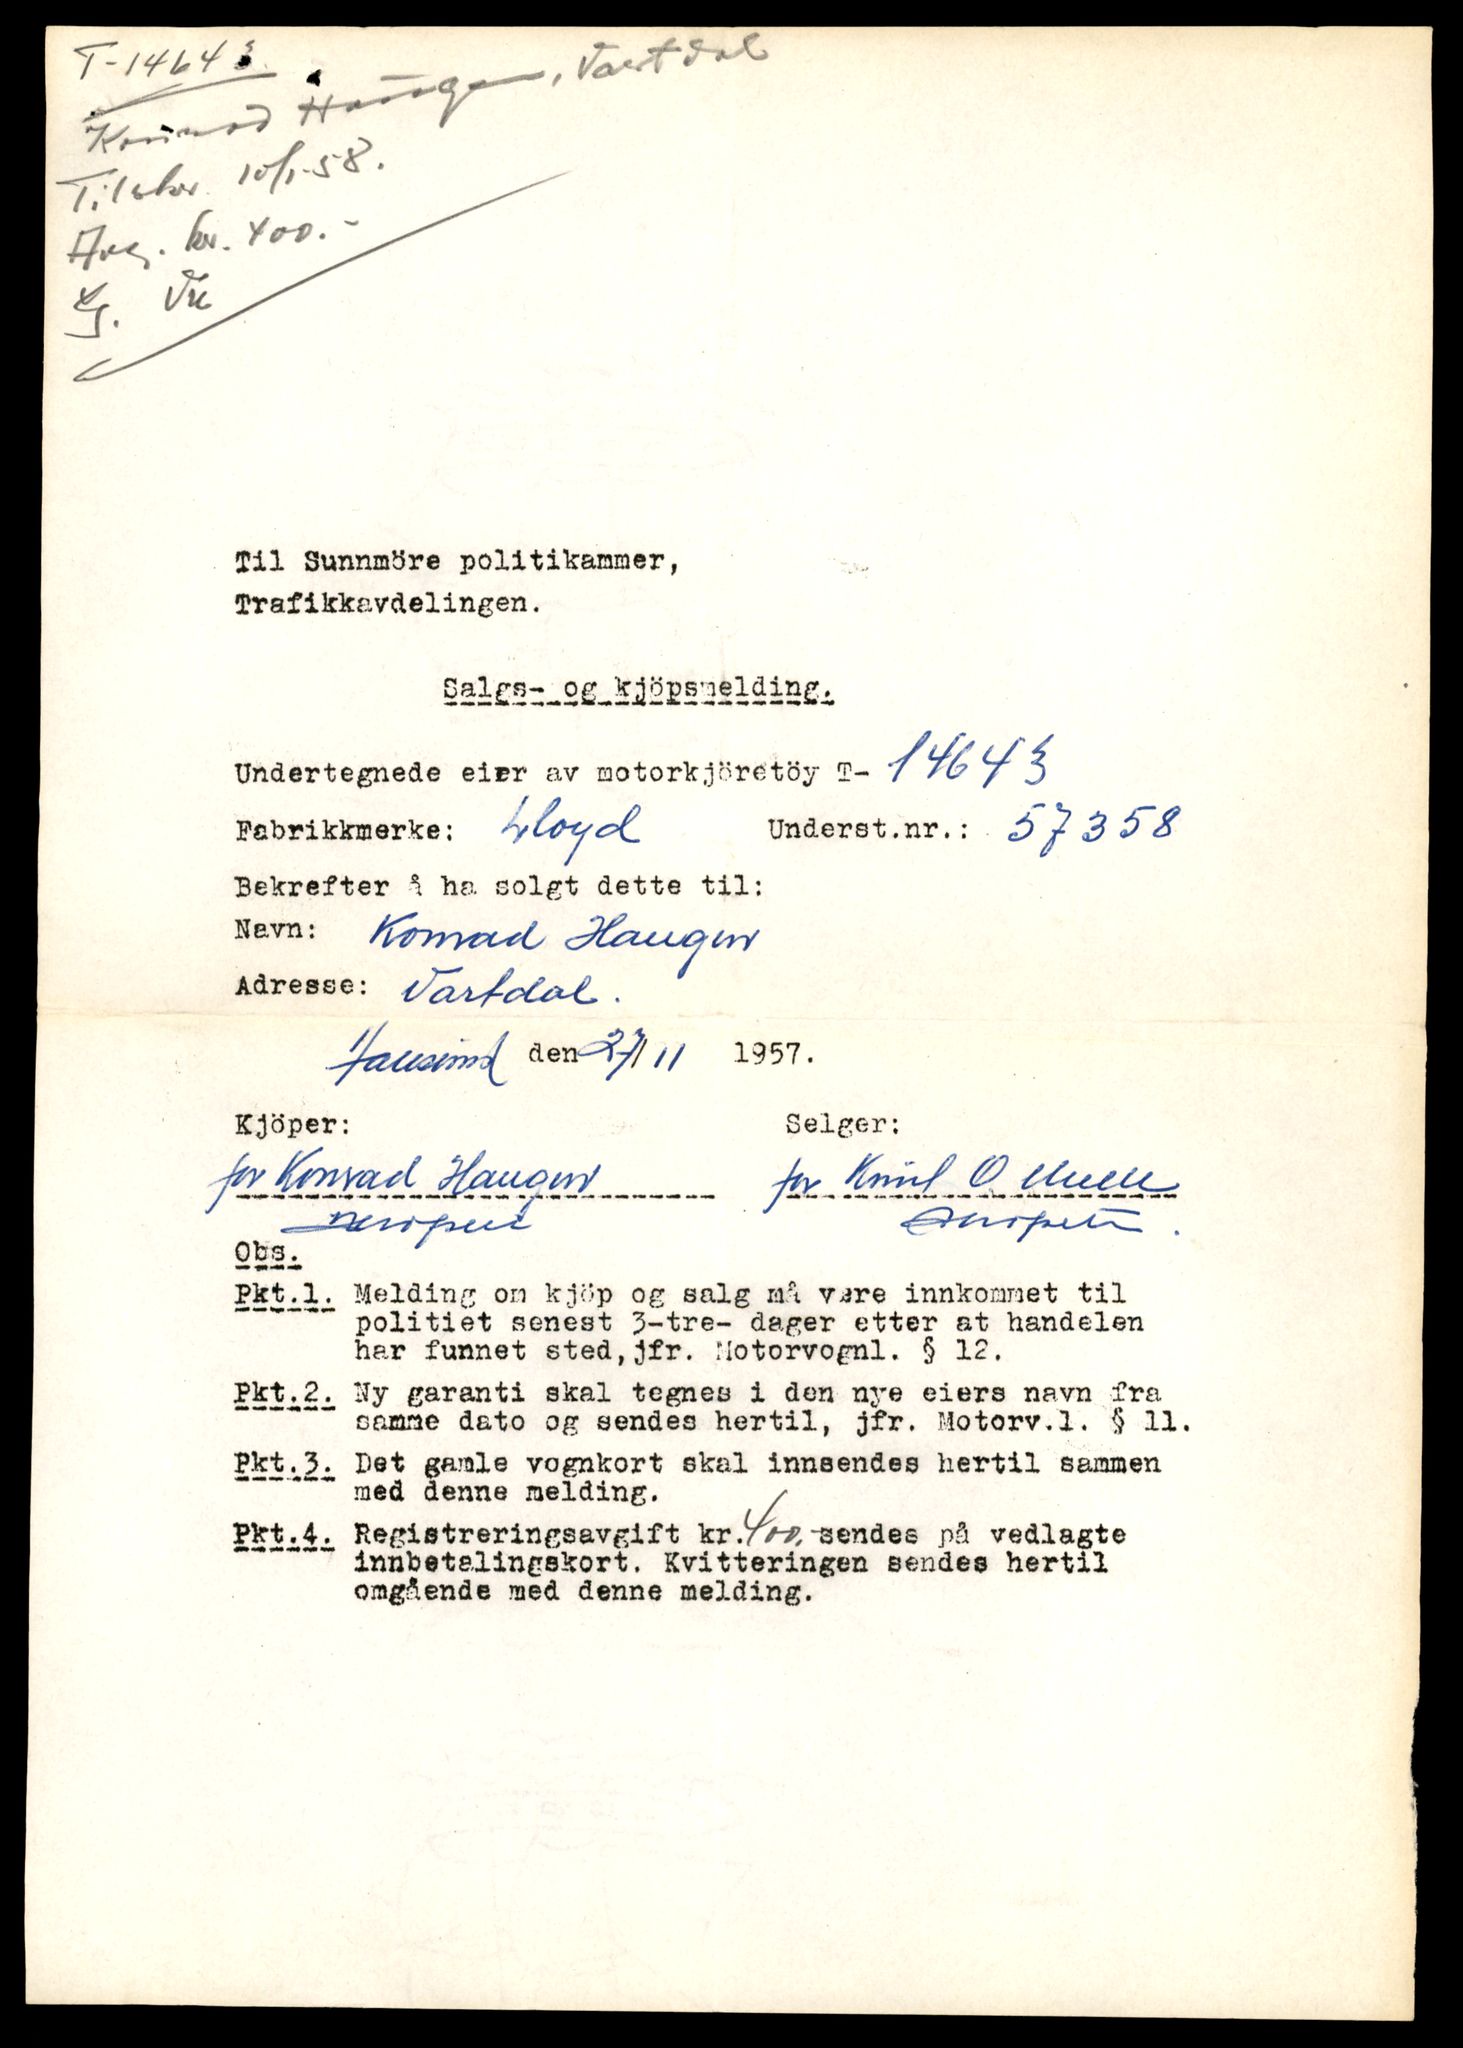 T-14643
Konrad Haugen, Vartdal
Tilskr. 10/1-58.
Avg. kr. 400.-
Til Sunnmöre politikammer,
Trafikkavdelingen.
Salgs- og kjöpsmelding.
Undertegnede eier av motorkjöretöy T- 14643
Fabrikkmerke: Lloyd Underst.nr.: 57358
Bekrefter å ha solgt dette til:
Navn: Konrad Haugen
Adresse: Vartdal.
den 27/11 1957.
Kjöper: Selger:
for Konrad Haugen for Knut O
Obs.
Pkt.1. Melding om kjöp og salg må være innkommet til
politiet senest 3-tre- dager etter at handelen
har funnet sted, jfr. Motorvognl. § 12.
Pkt.2. Ny garanti skal tegnes i den nye eiers navn fra
samme dato og sendes hertil, jfr. Motorv.l. § 11.
Pkt.3. Det gamle vognkort skal innsendes hertil sammen
med denne melding.
Pkt.4. Registreringsavgift kr. 400,- sendes på vedlagte
innbetalingskort. Kvitteringen sendes hertil
omgående med denne melding.